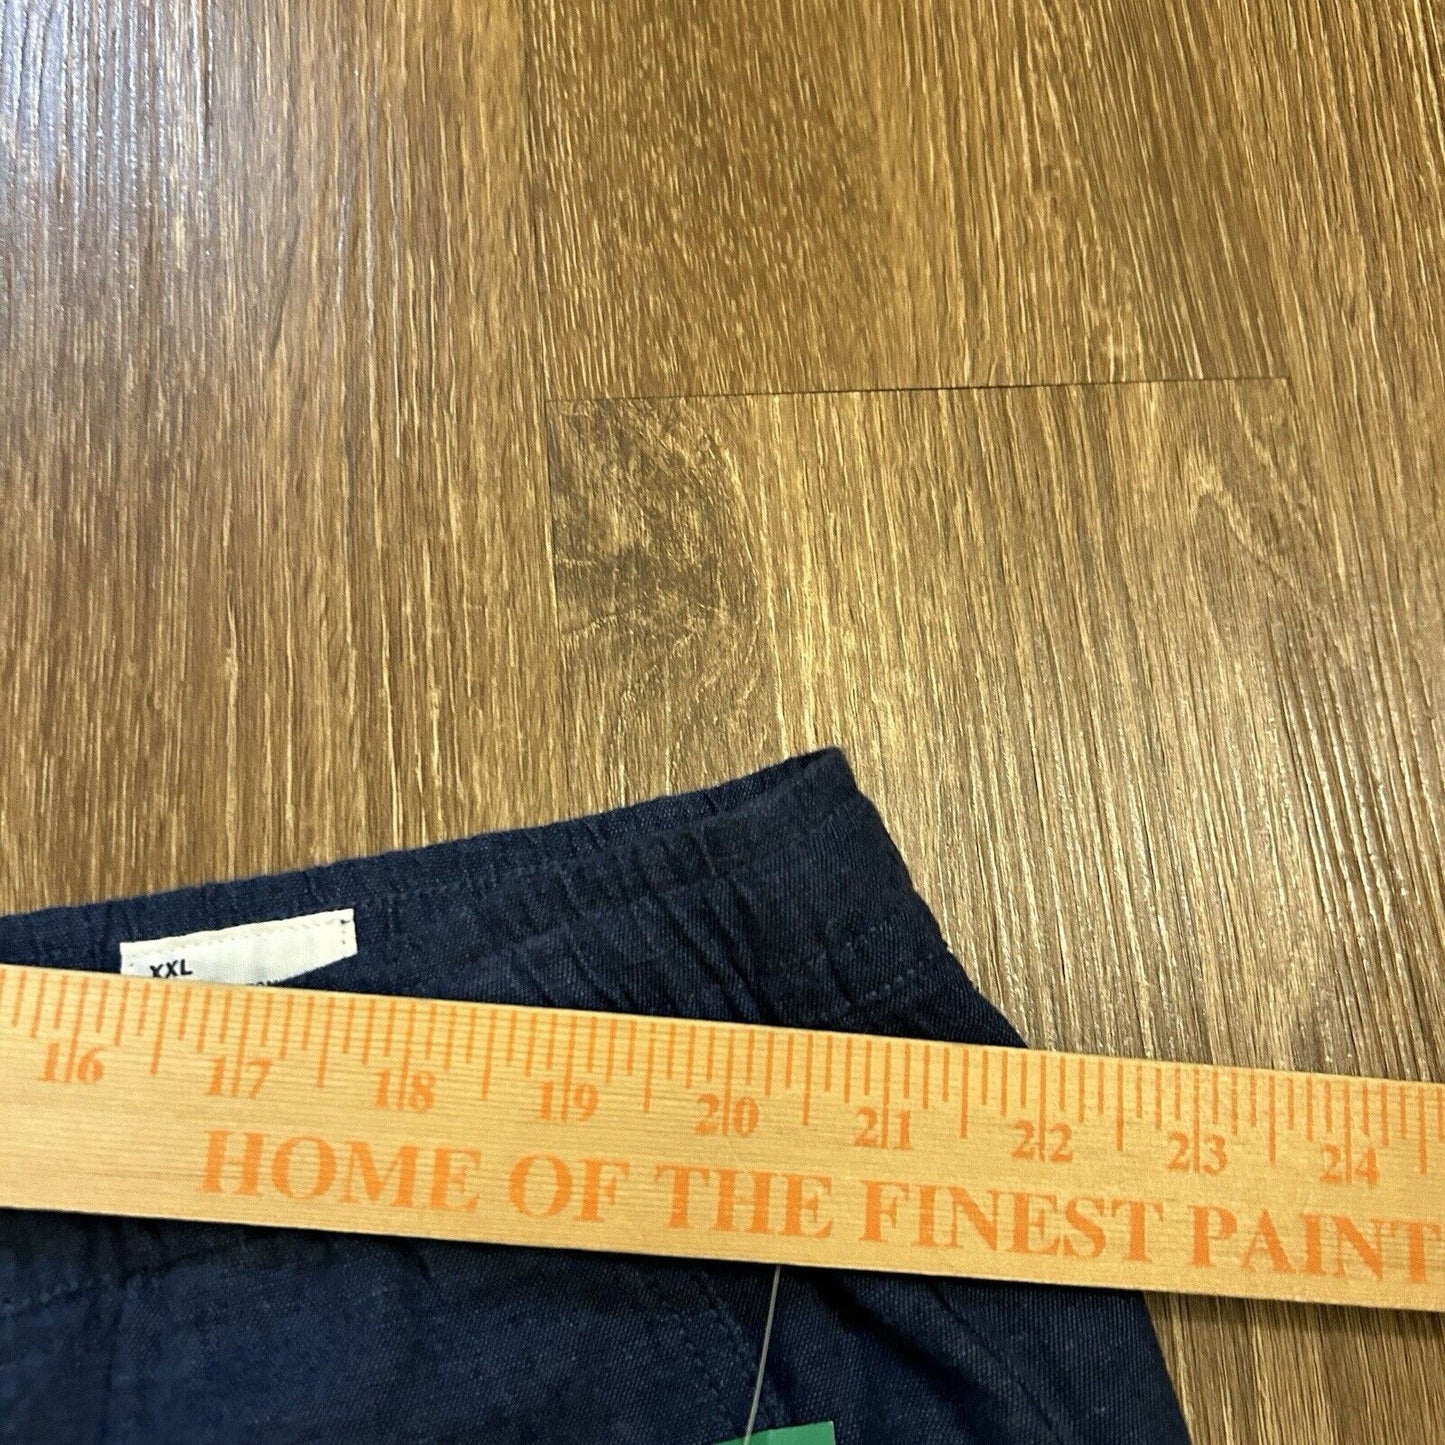 XXL
16 17 18 19 20 21 22 23 24
HOME OF THE FINEST PAINT